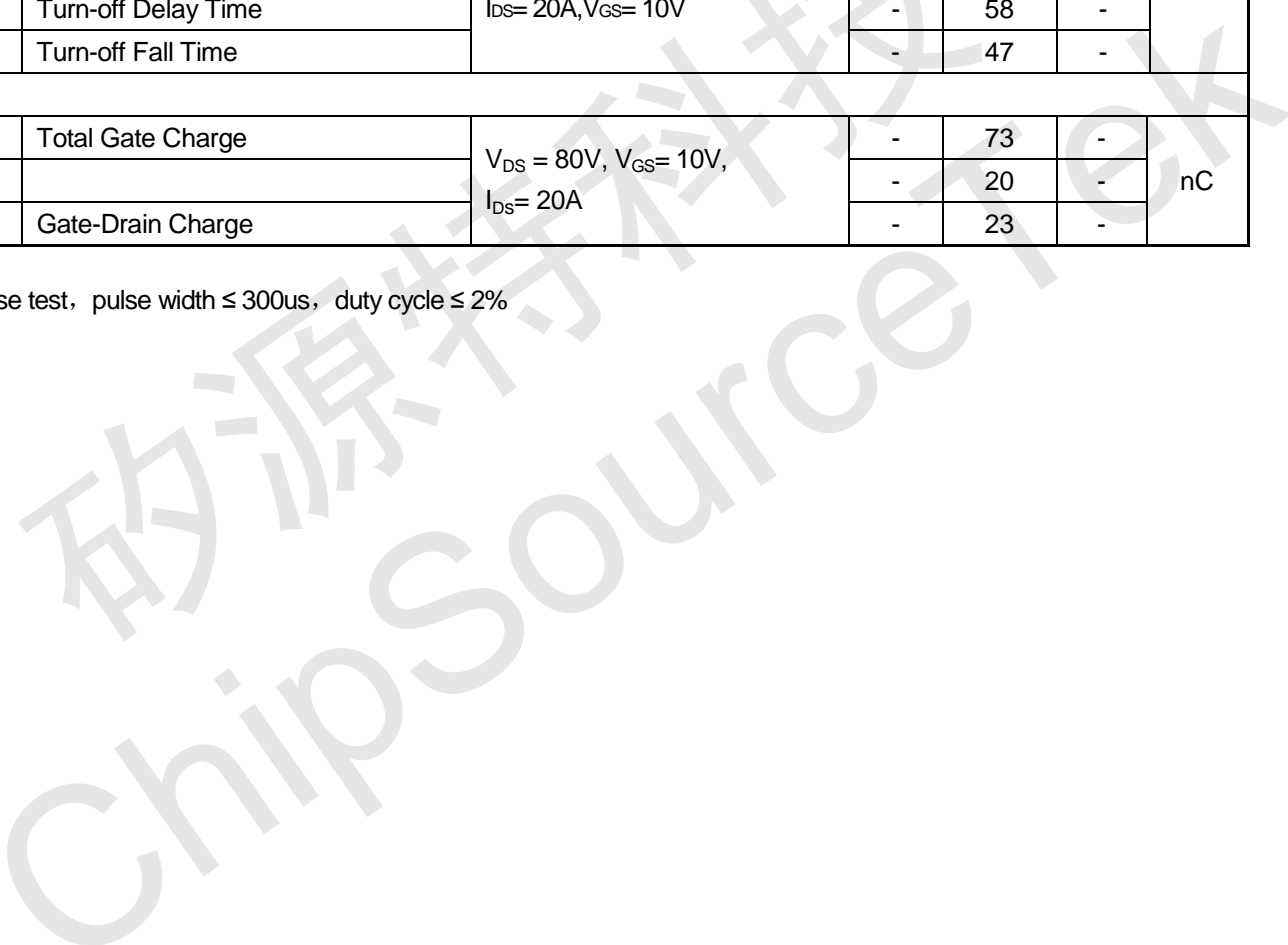 Turn-off Delay Time IDS= 20A,VGS= 10V - 58 -
Turn-off Fall Time - 47 -
Total Gate Charge VDS = 80V, VGS= 10V, - 73 -
IDS= 20A - 20 - nC
Gate-Drain Charge - 23 -
se test，pulse width ≤ 300us，duty cycle ≤ 2%
矽源特科技
ChipSourceTek